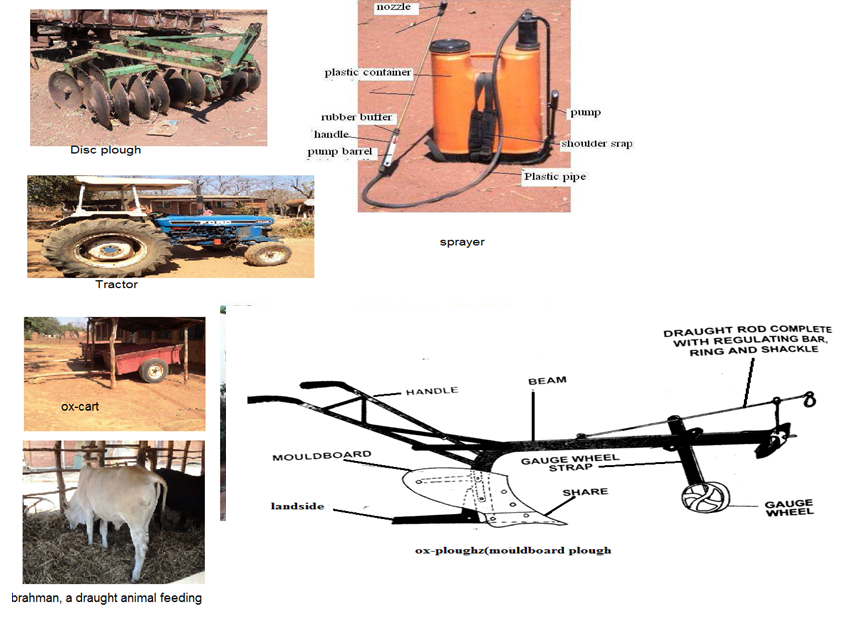 nozzle
plastic container
rubber buffer
handle
pump barrel
pump
shoulder srap
Plastic pipe
sprayer
Disc plough
FORD
Tractor
ox-cart
brahman, a draught animal feeding
DRAUGHT ROD COMPLETE
WITH REGULATING BAR,
RING AND SHACKLE
HANDLE
BEAM
MOULDBOARD
GAUGE WHEEL
STRAP
SHARE
landside
GAUGE
WHEEL
ox-ploughz(mouldboard plough